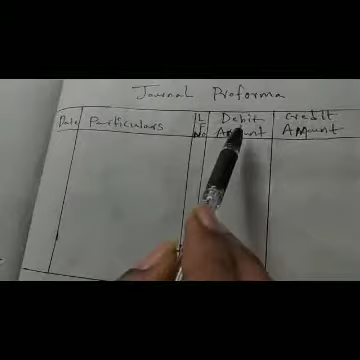 Journal Proforma
Date Particulars L F No Debit Amount Credit Amount